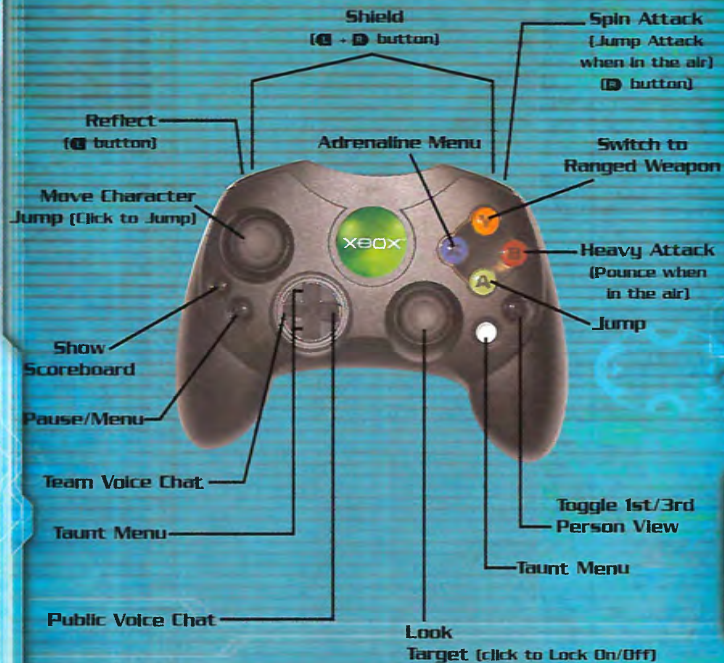 Shield
(L + R button)
Spin Attack
(Jump Attack
when in the air)
(R button)
Reflect
(L button)
Adrenaline Menu
Switch to
Ranged Weapon
Move Character
Jump (Click to Jump)
XBOX
Y
X
B
A
Heavy Attack
(Pounce when
in the air)
Jump
Show
Scoreboard
Pause/Menu
Team Voice Chat
Toggle 1st/3rd
Person View
Taunt Menu
Taunt Menu
Public Voice Chat
Look
Target (click to Lock On/Off)